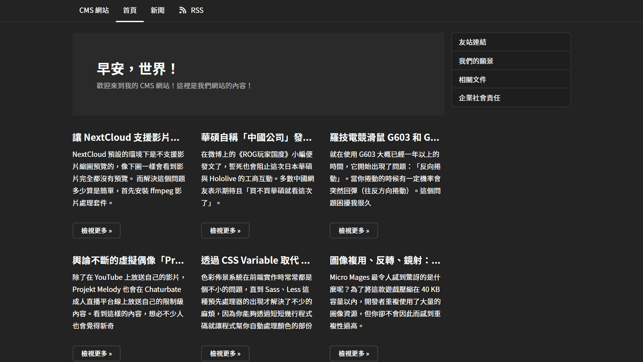 CMS 網站 首頁 新聞 RSS
早安，世界！
歡迎來到我的 CMS 網站！這裡是我們網站的內容！
友站連結
我們的願景
相關文件
企業社會責任
讓 NextCloud 支援影片...
NextCloud 預設的環境下是不支援影
片縮圖預覽的，像下圖一樣會看到影
片完全都沒有預覽。 而解決這個問題
多少算是簡單，首先安裝 ffmpeg 影
片處理套件。
檢視更多 »
華碩自稱「中國公司」發...
在微博上的《ROG玩家国度》小編便
發文了，誓死也會阻止這次日本華碩
與 Hololive 的工商互動。多數中國網
友表示期待且「買不買華碩就看這次
了」。
檢視更多 »
羅技電競滑鼠 G603 和 G...
就在使用 G603 大概已經一年以上的
時間，它開始出現了問題：「反向捲
動」。當你捲動的時候有一定機率會
突然回彈（往反方向捲動）。這個問
題困擾我很久
檢視更多 »
輿論不斷的虛擬偶像「Pr...
除了在 YouTube 上放送自己的影片，
Projekt Melody 也會在 Chaturbate
成人直播平台線上放送自己的限制級
內容。看到這樣的內容，想必不少人
也會覺得新奇
檢視更多 »
透過 CSS Variable 取代 ...
色彩佈景系統在前端實作時常常都是
個不小的問題，直到 Sass、Less 這
種預先處理器的出現才解決了不少的
麻煩，因為你能夠透過短短幾行程式
碼就讓程式幫你自動處理顏色的部份
檢視更多 »
圖像複用、反轉、鏡射：...
Micro Mages 最令人感到驚訝的是什
麼呢？為了將這款遊戲壓縮在 40 KB
容量以內，開發者重複使用了大量的
圖像資源，但你卻不會因此而感到重
複性過高。
檢視更多 »